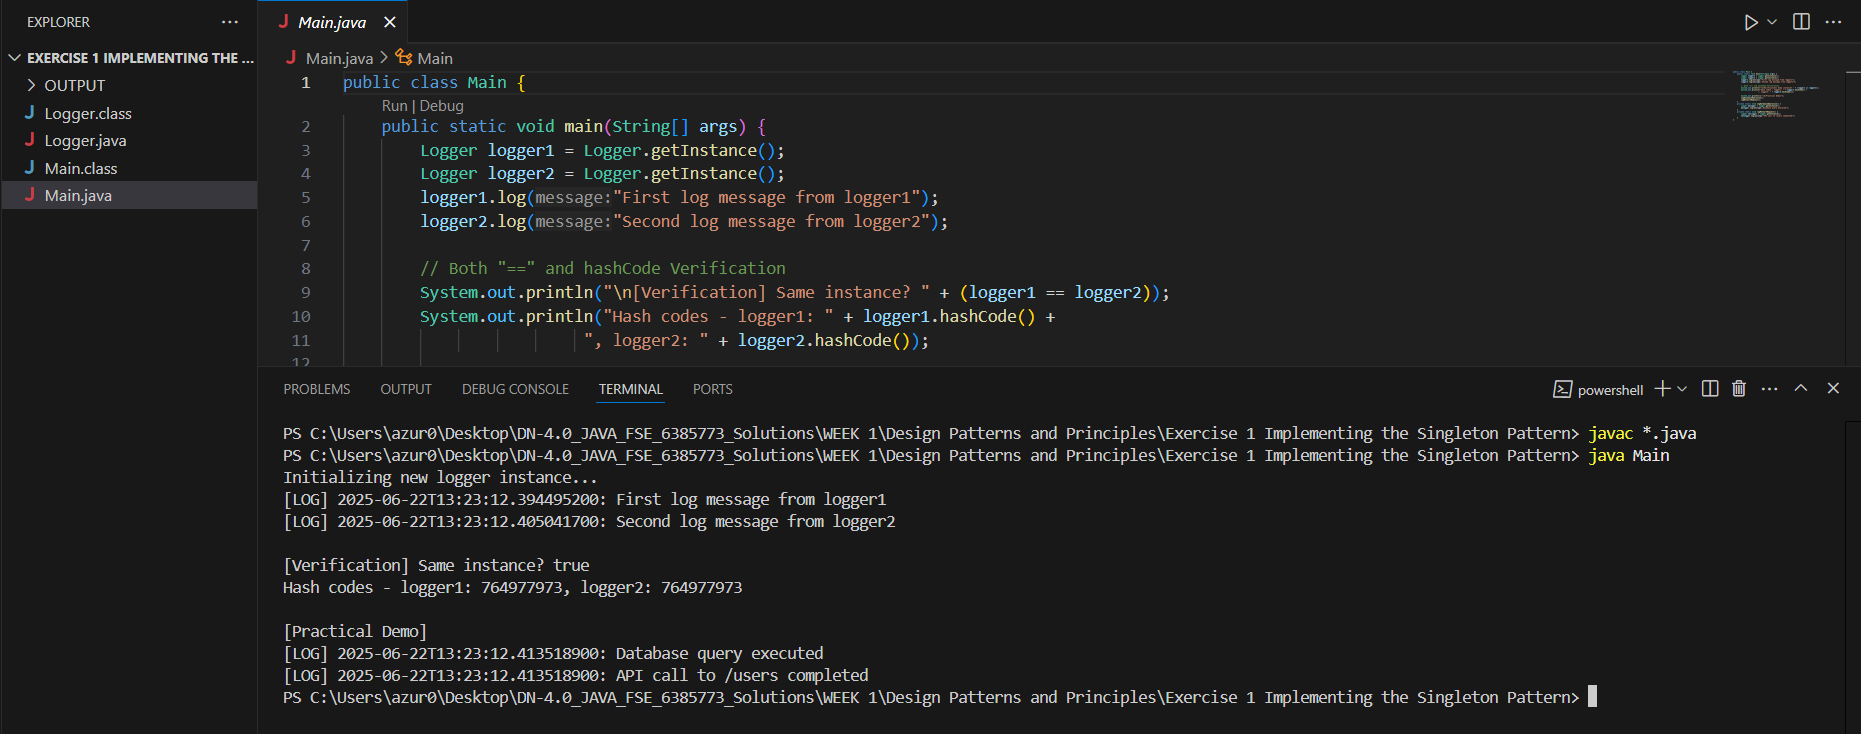 EXPLORER ...
EXERCISE 1 IMPLEMENTING THE ...
OUTPUT
Logger.class
Logger.java
Main.class
Main.java
Main.java
Main.java > Main
1 public class Main {
Run | Debug
2 public static void main(String[] args) {
3 Logger logger1 = Logger.getInstance();
4 Logger logger2 = Logger.getInstance();
5 logger1.log(message:"First log message from logger1");
6 logger2.log(message:"Second log message from logger2");
7
8 // Both "==" and hashCode Verification
9 System.out.println("\n[Verification] Same instance? " + (logger1 == logger2));
10 System.out.println("Hash codes - logger1: " + logger1.hashCode() +
11 ", logger2: " + logger2.hashCode());
12
PROBLEMS OUTPUT DEBUG CONSOLE TERMINAL PORTS powershell
PS C:\Users\azur0\Desktop\DN-4.0_JAVA_FSE_6385773_Solutions\WEEK 1\Design Patterns and Principles\Exercise 1 Implementing the Singleton Pattern> javac *.java
PS C:\Users\azur0\Desktop\DN-4.0_JAVA_FSE_6385773_Solutions\WEEK 1\Design Patterns and Principles\Exercise 1 Implementing the Singleton Pattern> java Main
Initializing new logger instance...
[LOG] 2025-06-22T13:23:12.394495200: First log message from logger1
[LOG] 2025-06-22T13:23:12.405041700: Second log message from logger2
[Verification] Same instance? true
Hash codes - logger1: 764977973, logger2: 764977973
[Practical Demo]
[LOG] 2025-06-22T13:23:12.413518900: Database query executed
[LOG] 2025-06-22T13:23:12.413518900: API call to /users completed
PS C:\Users\azur0\Desktop\DN-4.0_JAVA_FSE_6385773_Solutions\WEEK 1\Design Patterns and Principles\Exercise 1 Implementing the Singleton Pattern>